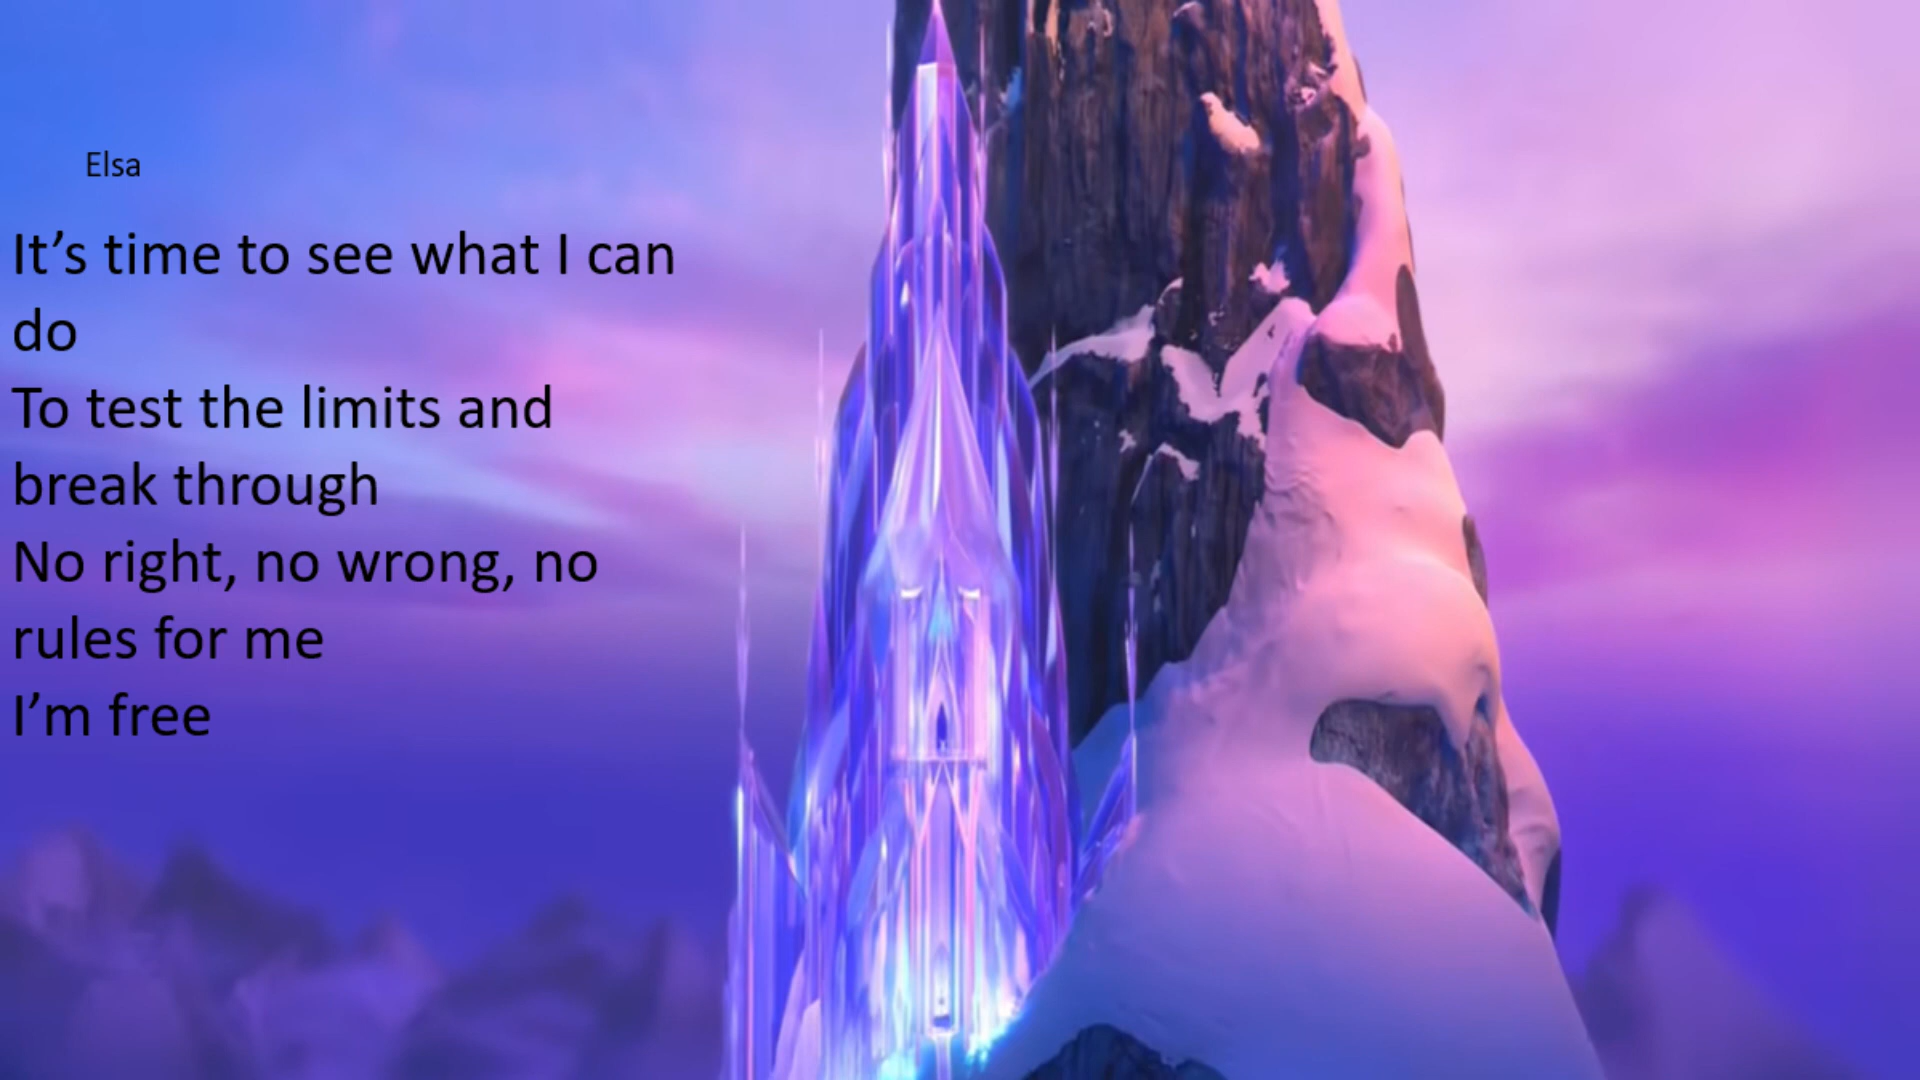 Elsa
It’s time to see what I can
do
To test the limits and
break through
No right, no wrong, no
rules for me
I’m free